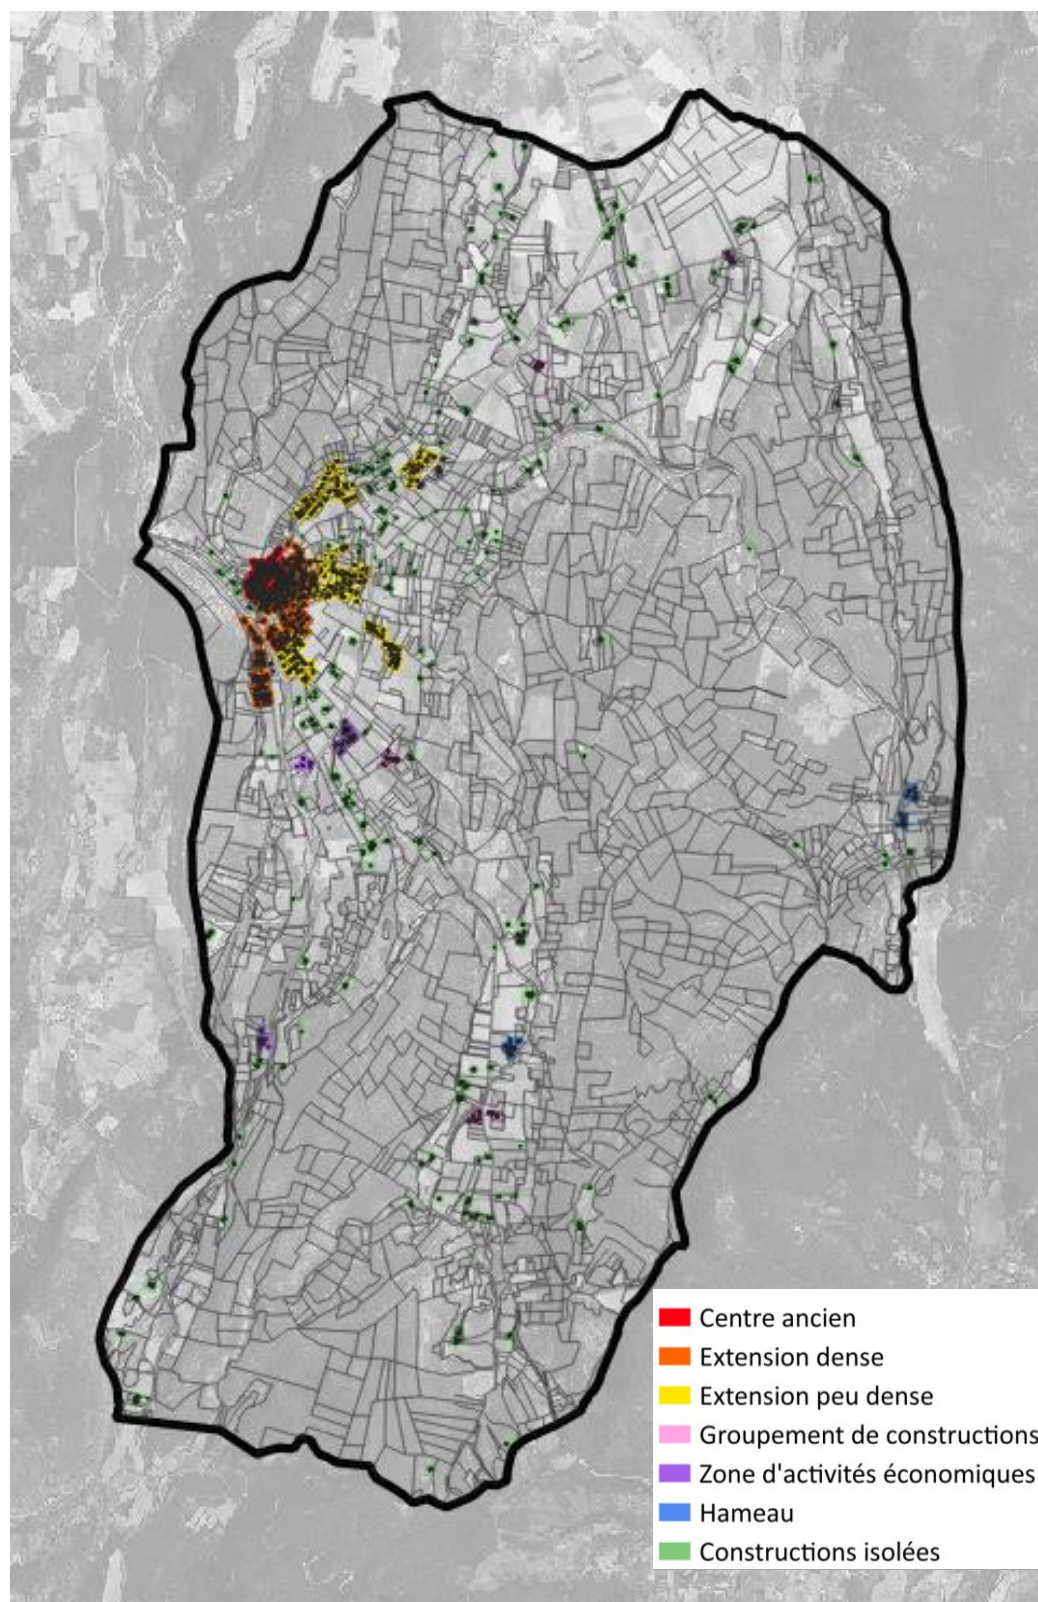 Centre ancien
Extension dense
Extension peu dense
Groupement de constructions
Zone d'activités économiques
Hameau
Constructions isolées